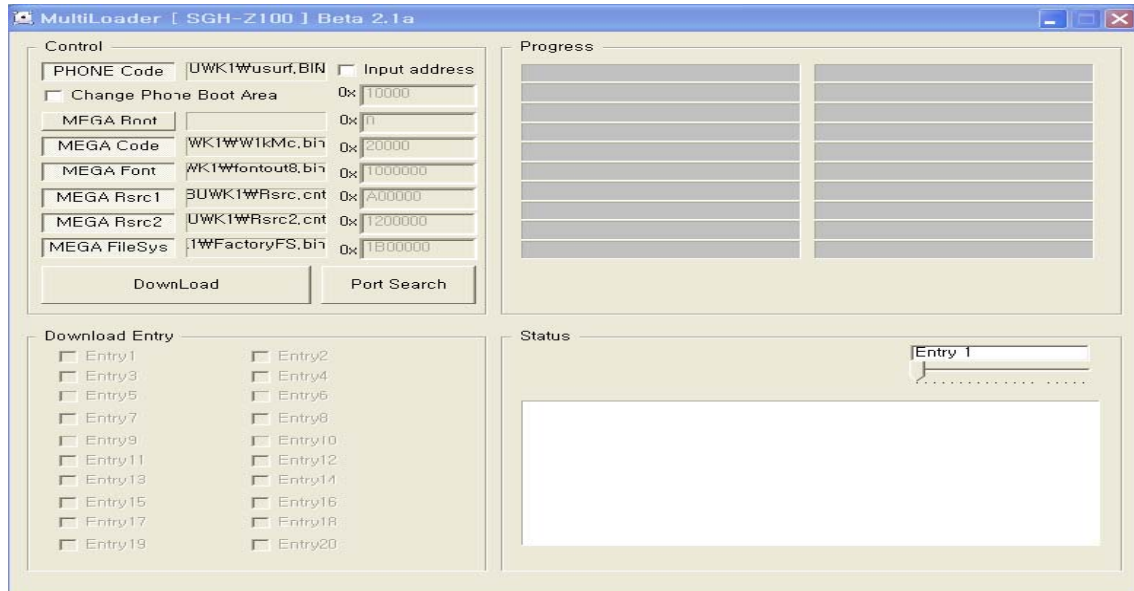 MultiLoader [ SGH-Z100 ] Beta 2.1a
Control
PHONE Code UWK1₩usurf.BIN Input address
Change Phone Boot Area 0x 10000
MEGA Boot 0x 0
MEGA Code WK1₩W1kMc.bin 0x 20000
MEGA Font WK1₩fontout8.bin 0x 1000000
MEGA Rsrc1 BUWK1₩Rsrc.cnt 0x A00000
MEGA Rsrc2 UWK1₩Rsrc2.cnt 0x 1200000
MEGA FileSys .1₩FactoryFS.bin 0x 1B00000
DownLoad Port Search
Progress
Download Entry
Entry1 Entry2
Entry3 Entry4
Entry5 Entry6
Entry7 Entry8
Entry9 Entry10
Entry11 Entry12
Entry13 Entry14
Entry15 Entry16
Entry17 Entry18
Entry19 Entry20
Status
Entry 1